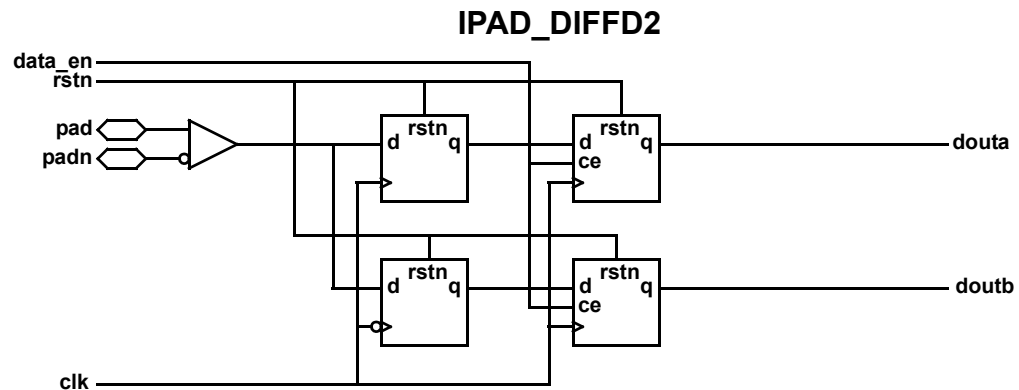 IPAD_DIFFD2
data_en
rstn
pad
padn
rstn
d
q
rstn
d
q
ce
douta
rstn
d
q
rstn
d
q
ce
doutb
clk